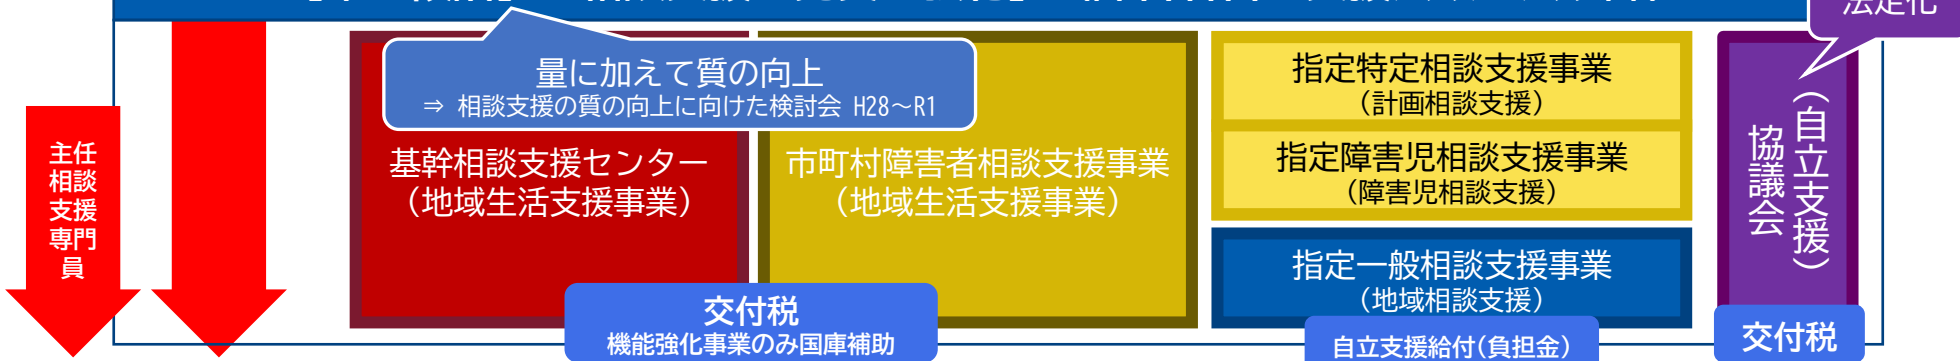 法定化
量に加えて質の向上
⇒ 相談支援の質の向上に向けた検討会 H28～R1
主任
相談
支援
専門
員
基幹相談支援センター
（地域生活支援事業）
市町村障害者相談支援事業
（地域生活支援事業）
指定特定相談支援事業
（計画相談支援）
指定障害児相談支援事業
（障害児相談支援）
指定一般相談支援事業
（地域相談支援）
（自立支援）
協議会
交付税
機能強化事業のみ国庫補助
自立支援給付(負担金)
交付税